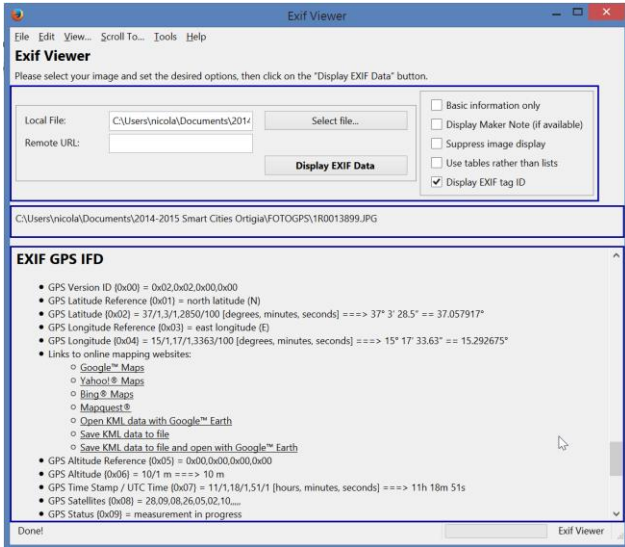 Exif Viewer
File Edit View... Scroll To... Tools Help
Exif Viewer
Please select your image and set the desired options, then click on the "Display EXIF Data" button.
Local File: C:\Users\nicola\Documents\2014 Select file...
Remote URL:
Display EXIF Data
Basic information only
Display Maker Note (if available)
Suppress image display
Use tables rather than lists
Display EXIF tag ID
C:\Users\nicola\Documents\2014-2015 Smart Cities Ortigia\FOTOGPS\1R0013899.JPG
EXIF GPS IFD
• GPS Version ID {0x00} = 0x02,0x02,0x00,0x00
• GPS Latitude Reference {0x01} = north latitude (N)
• GPS Latitude {0x02} = 37/1,3/1,2850/100 [degrees, minutes, seconds] ===> 37° 3' 28.5" == 37.057917°
• GPS Longitude Reference {0x03} = east longitude (E)
• GPS Longitude {0x04} = 15/1,17/1,3363/100 [degrees, minutes, seconds] ===> 15° 17' 33.63" == 15.292675°
• Links to online mapping websites:
○ Google™ Maps
○ Yahoo!® Maps
○ Bing® Maps
○ Mapquest®
○ Open KML data with Google™ Earth
○ Save KML data to file
○ Save KML data to file and open with Google™ Earth
• GPS Altitude Reference {0x05} = 0x00,0x00,0x00,0x00
• GPS Altitude {0x06} = 10/1 m ===> 10 m
• GPS Time Stamp / UTC Time {0x07} = 11/1,18/1,51/1 [hours, minutes, seconds] ===> 11h 18m 51s
• GPS Satellites {0x08} = 28,09,08,26,05,02,10,,,,,
• GPS Status {0x09} = measurement in progress
Done! Exif Viewer